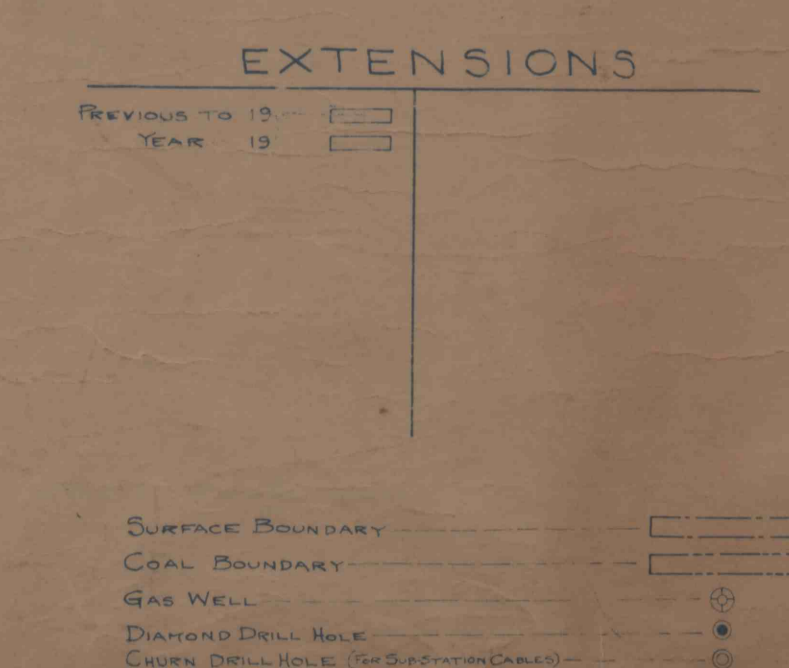 EXTENSIONS
PREVIOUS TO 19
YEAR 19
SURFACE BOUNDARY
COAL BOUNDARY
GAS WELL
DIAMOND DRILL HOLE
CHURN DRILL HOLE (FOR SUB-STATION CABLES)